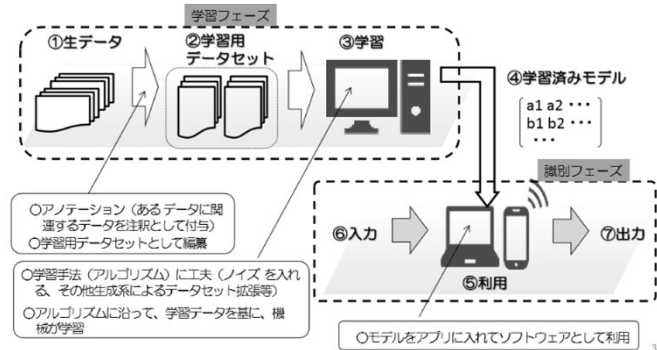 学習フェーズ
①生データ
②学習用
データセット
③学習
④学習済みモデル
a1 a2 ･･･
b1 b2 ･･･
･･･
識別フェーズ
○アノテーション（ある データに関
連するデータを注釈として付与）
○学習用データセットとして編纂
⑥入力
⑦出力
⑤利用
○学習手法（アルゴリズム）に工夫（ノイズ を入れ
る、その他生成系によるデータセット拡張等）
○アルゴリズムに沿って、学習データを基に、機
械が学習
○モデルをアプリに入れてソフトウェアとして利用
3